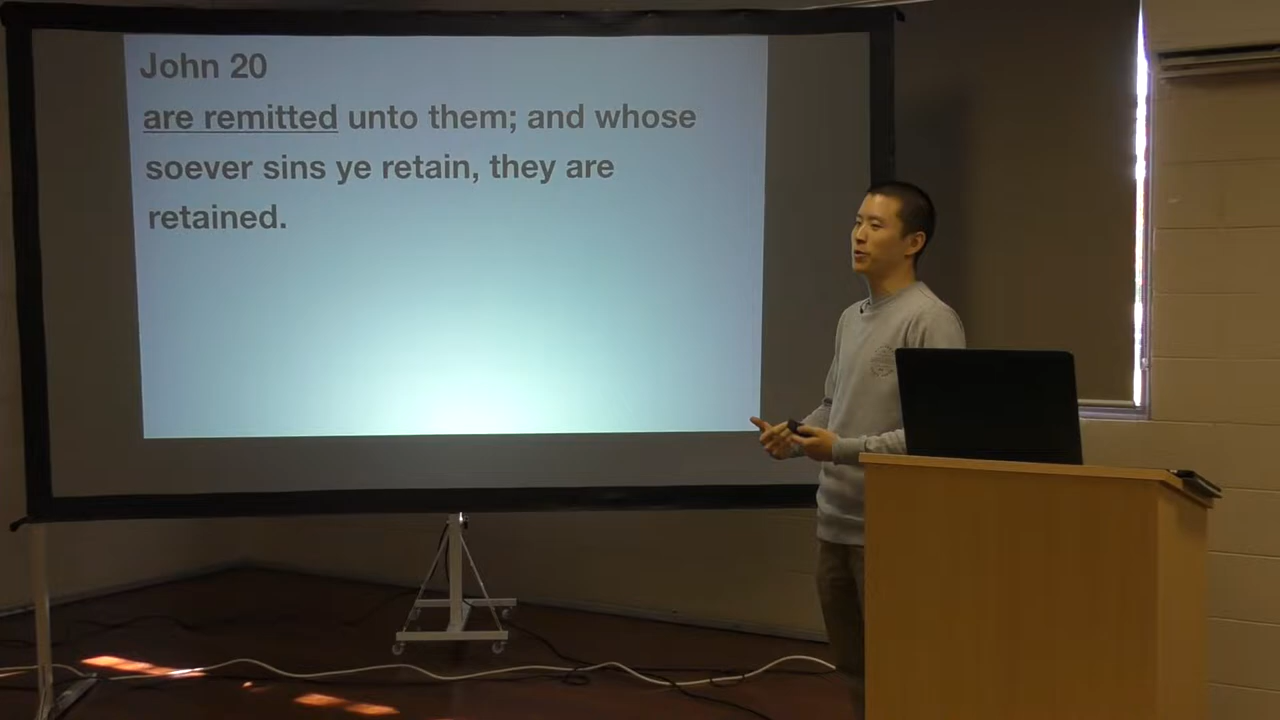 John 20
are remitted unto them; and whose
soever sins ye retain, they are
retained.